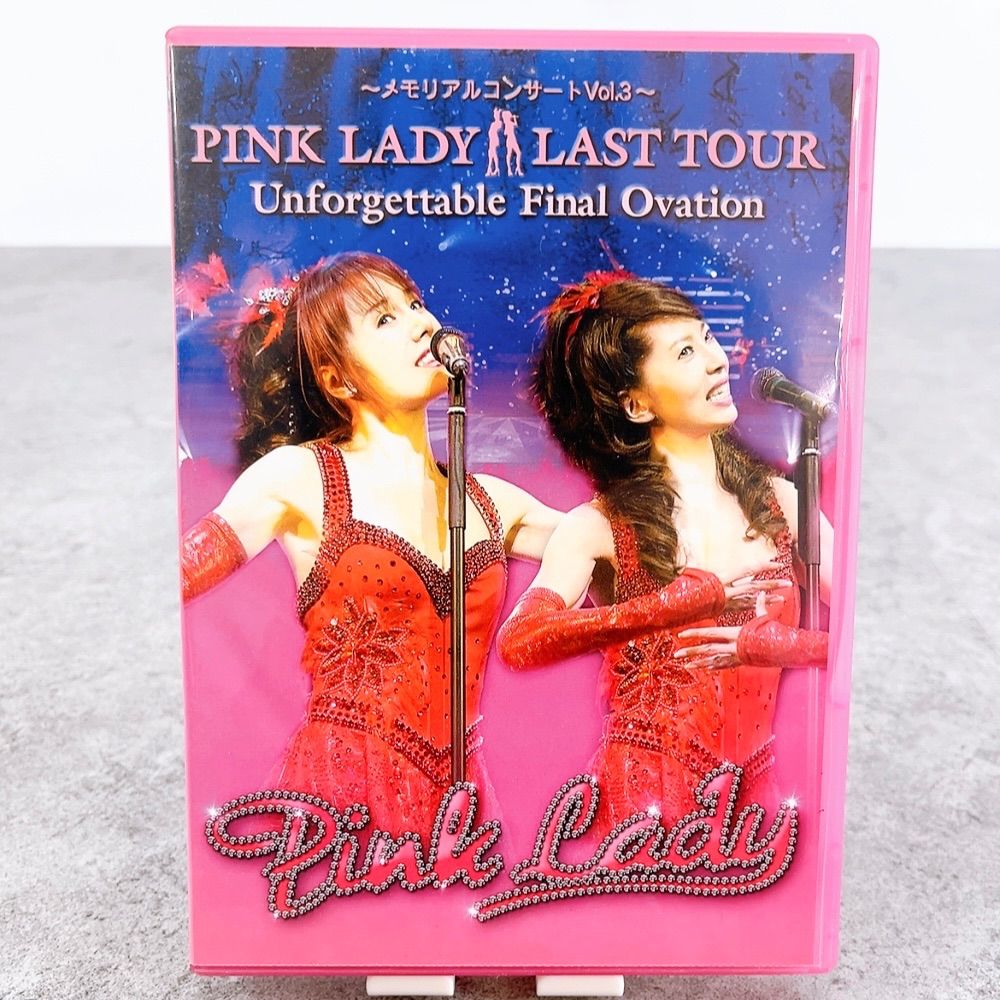 ～メモリアルコンサートVol.3～
PINK LADY LAST TOUR
Unforgettable Final Ovation
Pink Lady